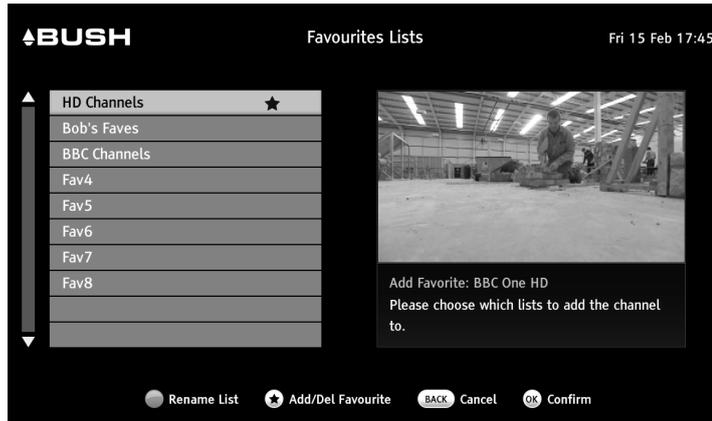 BUSH
Favourites Lists
Fri 15 Feb 17:45
HD Channels
Bob's Faves
BBC Channels
Fav4
Fav5
Fav6
Fav7
Fav8
Add Favorite: BBC One HD
Please choose which lists to add the channel
to.
Rename List
Add/Del Favourite
BACK Cancel
OK Confirm